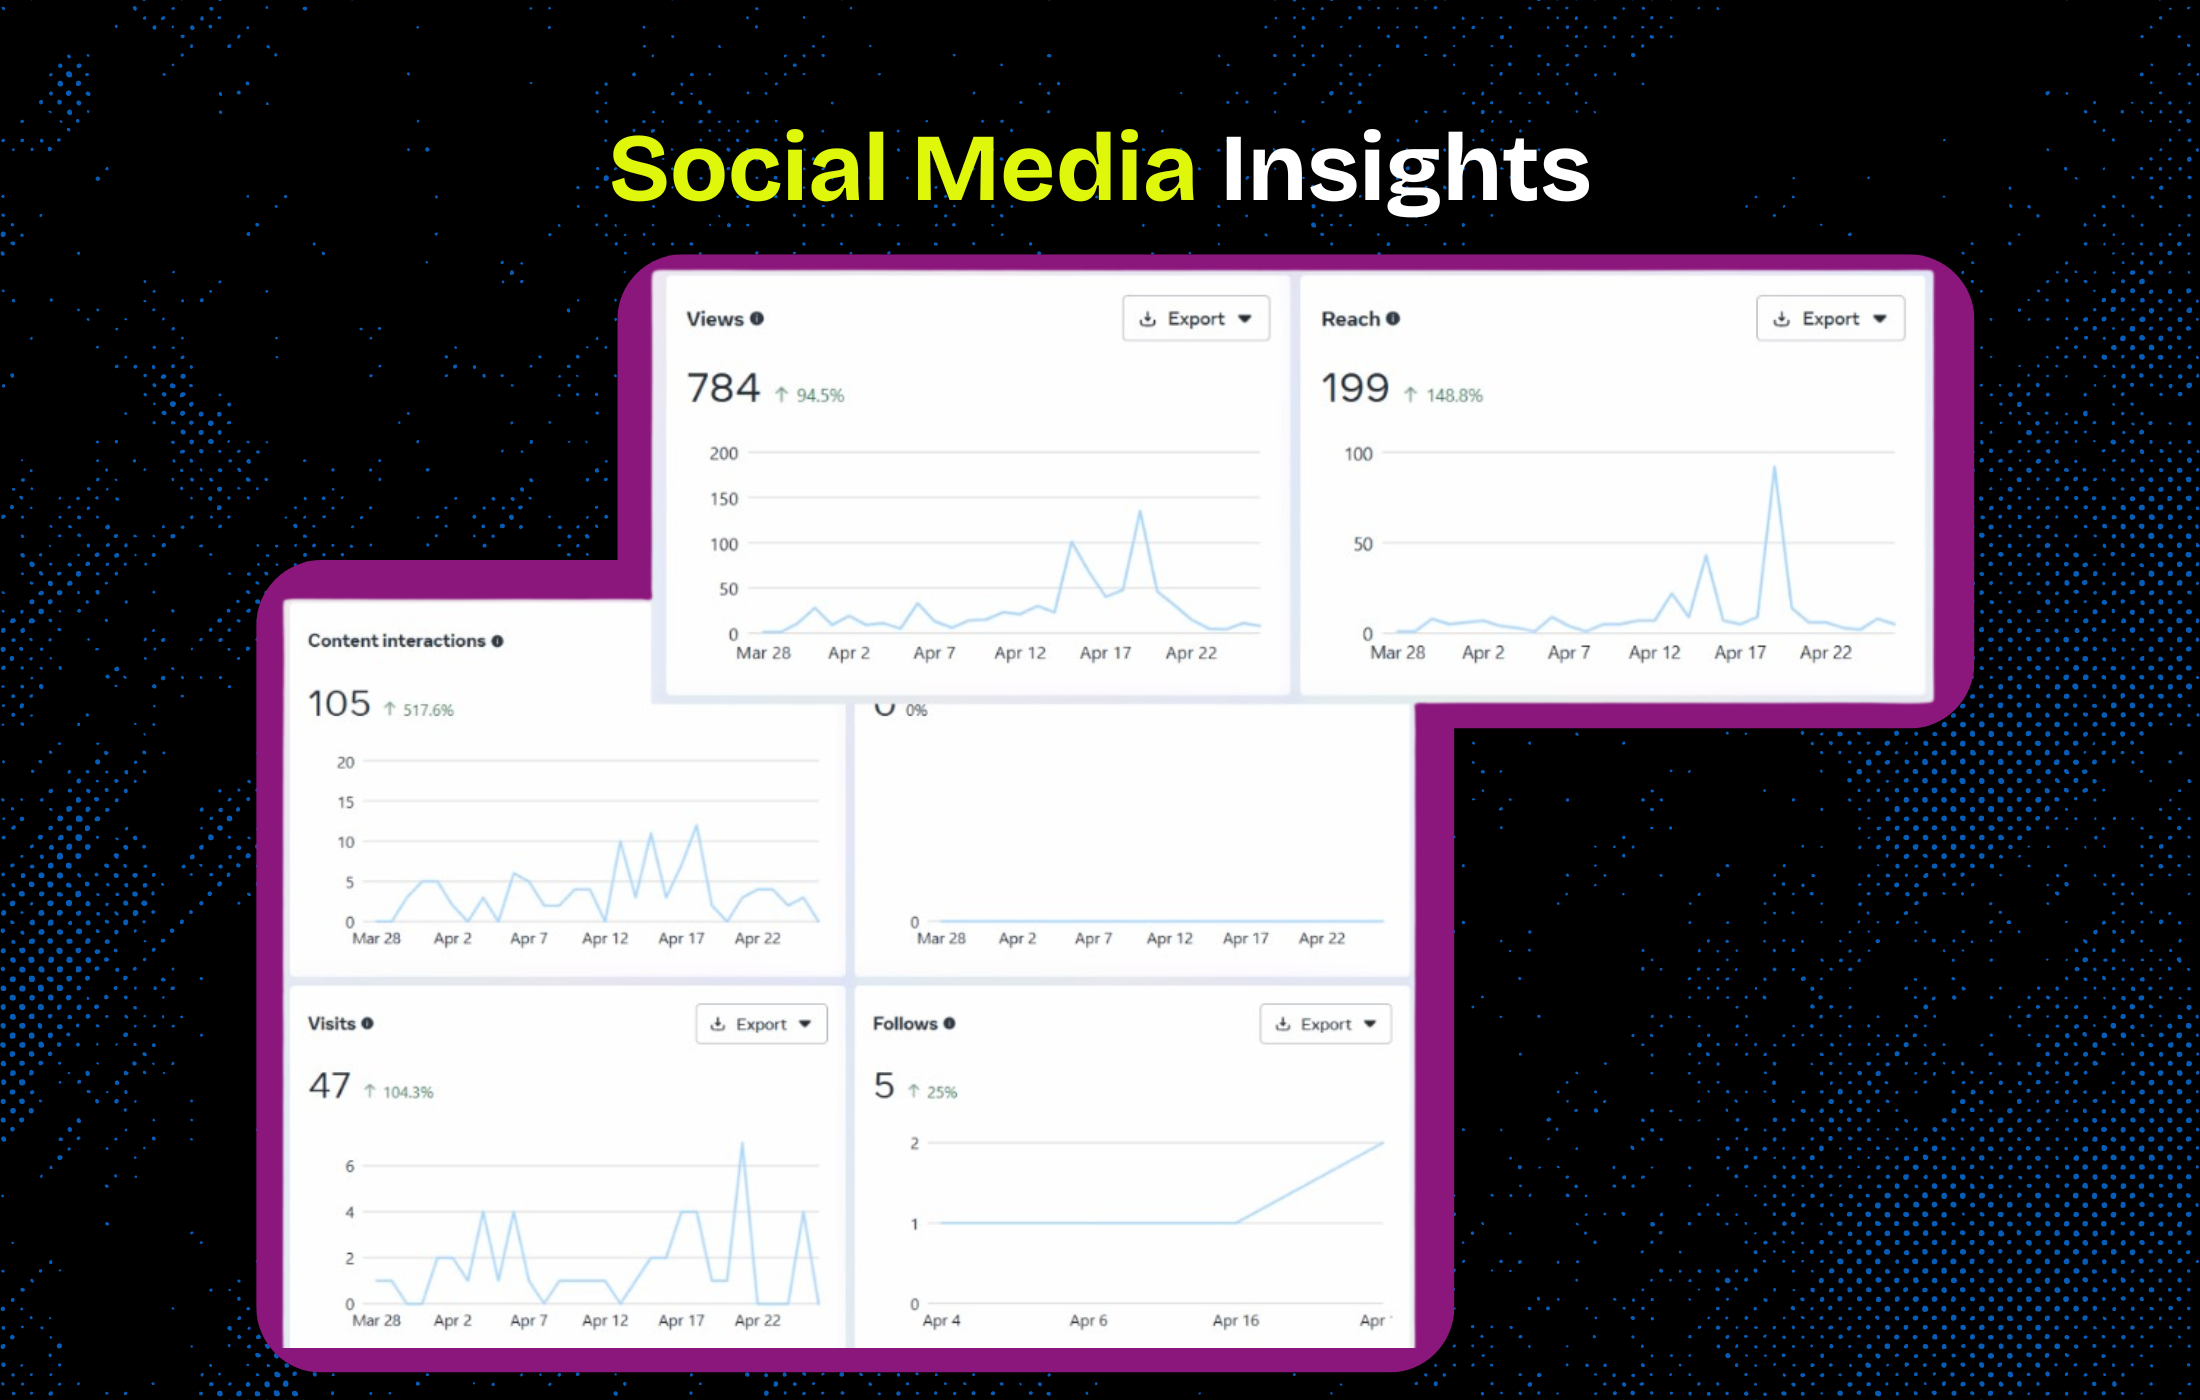 Social Media Insights
Views
Export
784 ↑ 94.5%
200
150
100
50
0
Mar 28 Apr 2 Apr 7 Apr 12 Apr 17 Apr 22
Reach
Export
199 ↑ 148.8%
100
50
0
Mar 28 Apr 2 Apr 7 Apr 12 Apr 17 Apr 22
Content interactions
105 ↑ 517.6%
20
15
10
5
0
Mar 28 Apr 2 Apr 7 Apr 12 Apr 17 Apr 22
0%
0
Mar 28 Apr 2 Apr 7 Apr 12 Apr 17 Apr 22
Visits
Export
47 ↑ 104.3%
6
4
2
0
Mar 28 Apr 2 Apr 7 Apr 12 Apr 17 Apr 22
Follows
Export
5 ↑ 25%
2
1
0
Apr 4 Apr 6 Apr 16 Apr